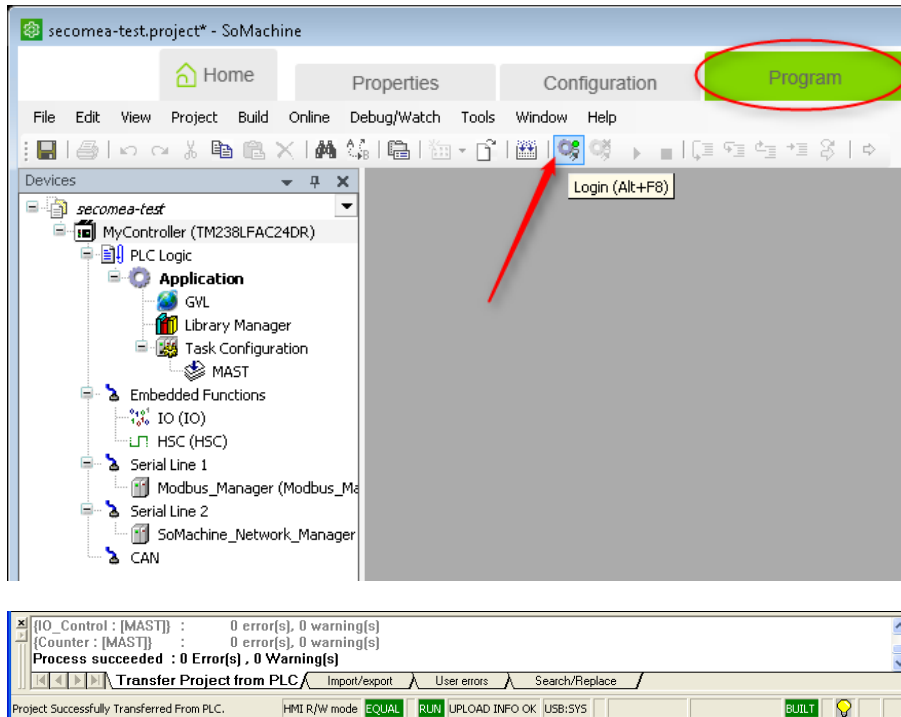 secomea-test.project* - SoMachine
Home Properties Configuration Program
File Edit View Project Build Online Debug/Watch Tools Window Help
Login (Alt+F8)
Devices
secomea-test
MyController (TM238LFAC24DR)
PLC Logic
Application
GVL
Library Manager
Task Configuration
MAST
Embedded Functions
IO (IO)
HSC (HSC)
Serial Line 1
Modbus_Manager (Modbus_Ma
Serial Line 2
SoMachine_Network_Manager
CAN
{IO_Control : [MAST]} : 0 error(s), 0 warning(s)
{Counter : [MAST]} : 0 error(s), 0 warning(s)
Process succeeded : 0 Error(s) , 0 Warning(s)
Transfer Project from PLC Import/export User errors Search/Replace
Project Successfully Transferred From PLC. HMI R/W mode EQUAL RUN UPLOAD INFO OK USB:SYS BUILT